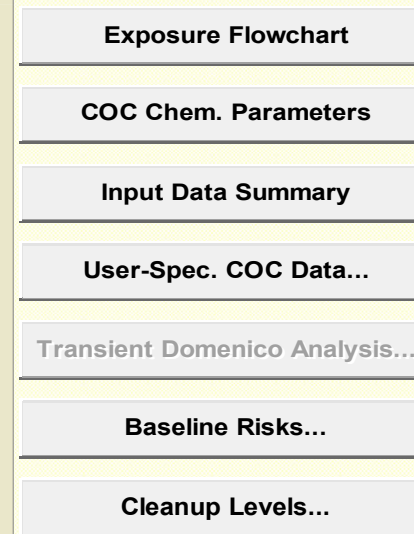 Exposure Flowchart
COC Chem. Parameters
Input Data Summary
User-Spec. COC Data...
Transient Domenico Analysis...
Baseline Risks...
Cleanup Levels...